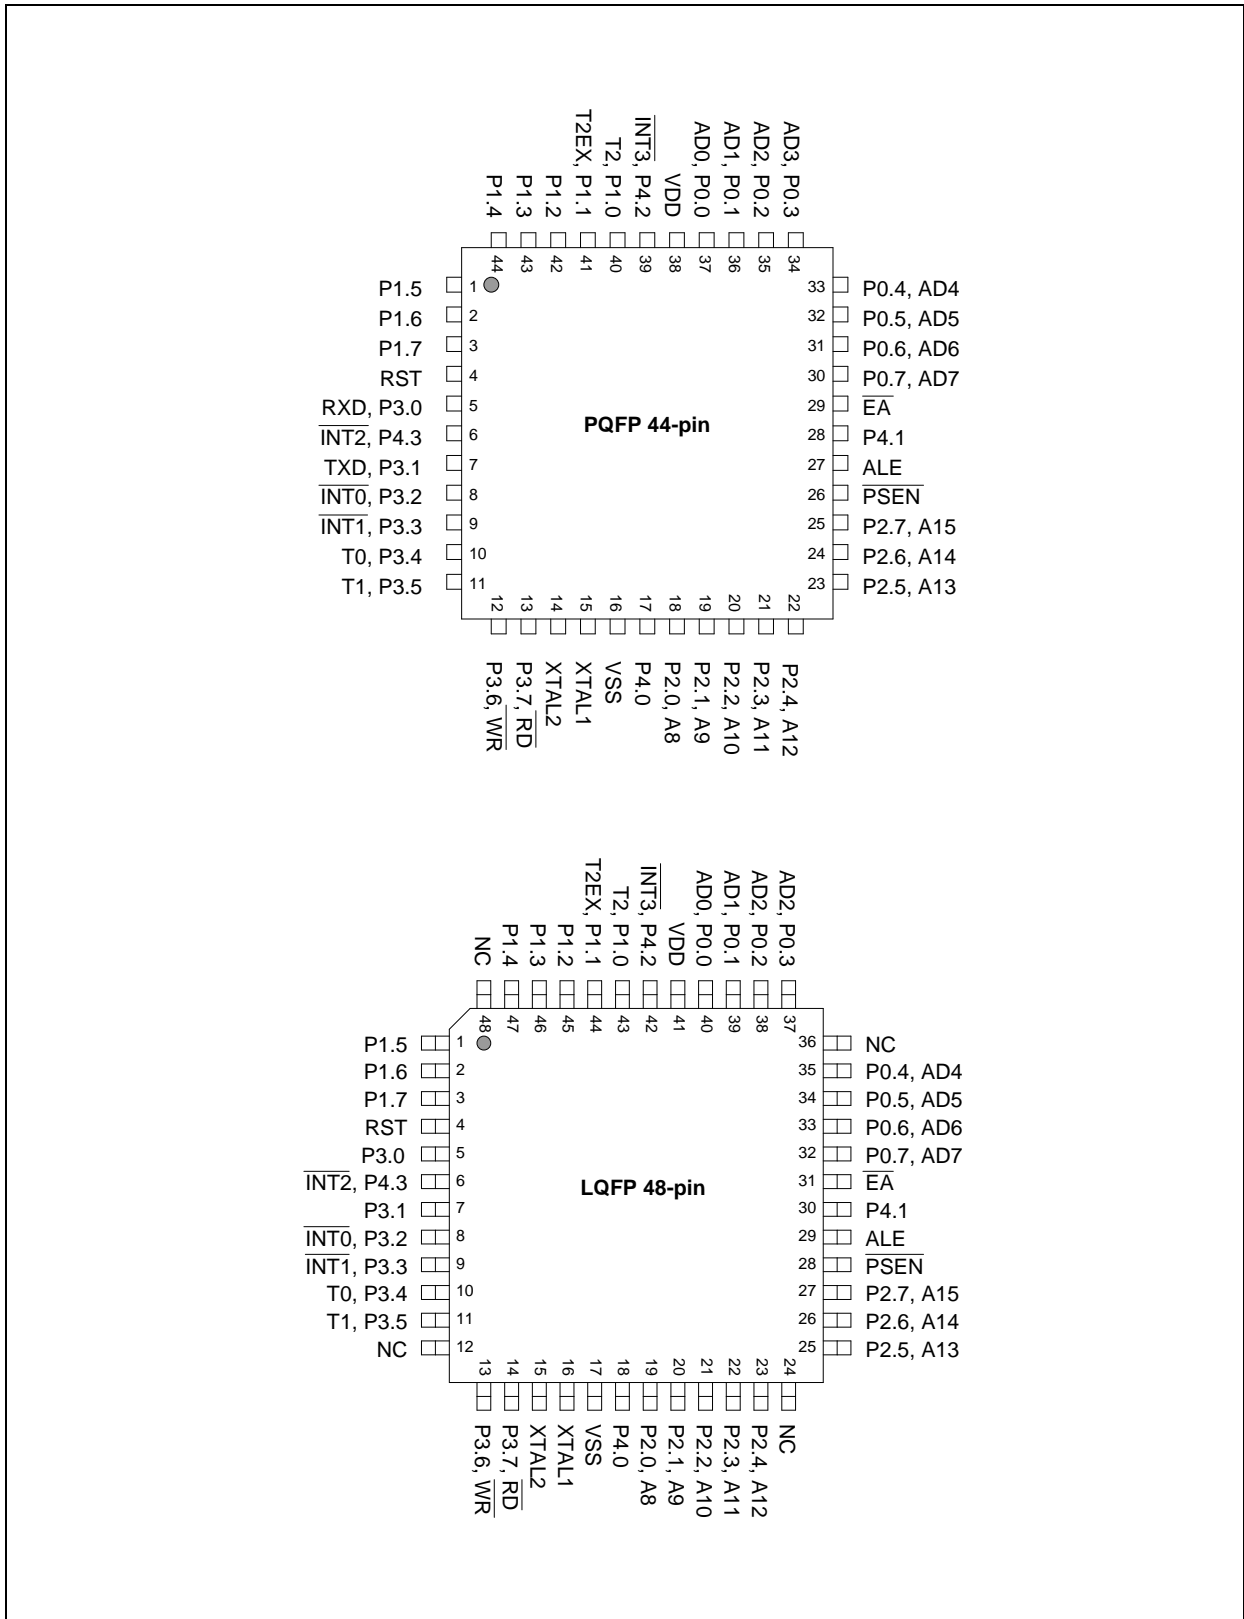 T2EX, P1.1
T2, P1.0
INT3, P4.2
VDD
AD0, P0.0
AD1, P0.1
AD2, P0.2
AD3, P0.3
P1.4
P1.3
P1.2
44
43
42
41
40
39
38
37
36
35
34
P1.5 1
P1.6 2
P1.7 3
RST 4
RXD, P3.0 5
INT2, P4.3 6
TXD, P3.1 7
INT0, P3.2 8
INT1, P3.3 9
T0, P3.4 10
T1, P3.5 11
PQFP 44-pin
33 P0.4, AD4
32 P0.5, AD5
31 P0.6, AD6
30 P0.7, AD7
29 EA
28 P4.1
27 ALE
26 PSEN
25 P2.7, A15
24 P2.6, A14
23 P2.5, A13
12
13
14
15
16
17
18
19
20
21
22
P3.6, WR
P3.7, RD
XTAL2
XTAL1
VSS
P4.0
P2.0, A8
P2.1, A9
P2.2, A10
P2.3, A11
P2.4, A12
NC
P1.4
P1.3
P1.2
T2EX, P1.1
T2, P1.0
INT3, P4.2
VDD
AD0, P0.0
AD1, P0.1
AD2, P0.2
AD2, P0.3
48
47
46
45
44
43
42
41
40
39
38
37
P1.5 1
P1.6 2
P1.7 3
RST 4
P3.0 5
INT2, P4.3 6
P3.1 7
INT0, P3.2 8
INT1, P3.3 9
T0, P3.4 10
T1, P3.5 11
NC 12
LQFP 48-pin
36 NC
35 P0.4, AD4
34 P0.5, AD5
33 P0.6, AD6
32 P0.7, AD7
31 EA
30 P4.1
29 ALE
28 PSEN
27 P2.7, A15
26 P2.6, A14
25 P2.5, A13
13
14
15
16
17
18
19
20
21
22
23
24
P3.6, WR
P3.7, RD
XTAL2
XTAL1
VSS
P4.0
P2.0, A8
P2.1, A9
P2.2, A10
P2.3, A11
P2.4, A12
NC